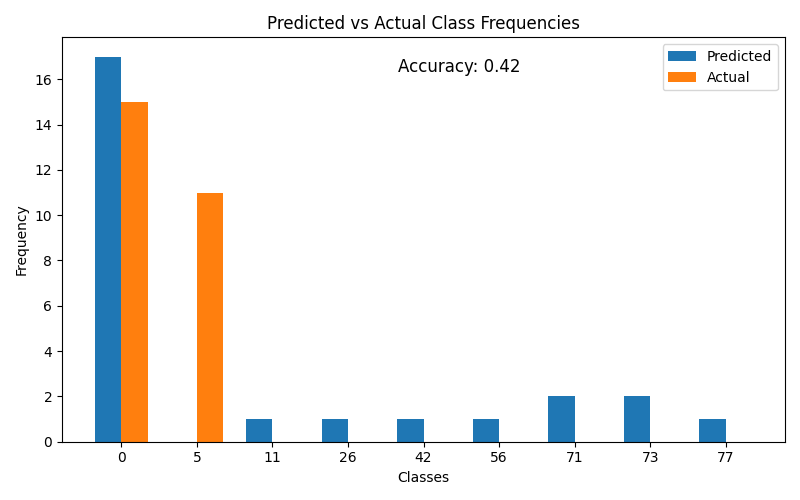 Predicted vs Actual Class Frequencies
Accuracy: 0.42
Predicted
Actual
Frequency
16
14
12
10
8
6
4
2
0
0 5 11 26 42 56 71 73 77
Classes